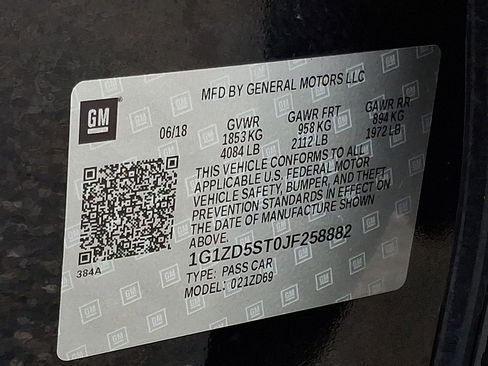 MFD BY GENERAL MOTORS LLC
GM
06/18 GVWR GAWR FRT GAWR RR
1853 KG 958 KG 894 KG
4084 LB 2112 LB 1972 LB
THIS VEHICLE CONFORMS TO ALL
APPLICABLE U.S. FEDERAL MOTOR
VEHICLE SAFETY, BUMPER, AND THEFT
PREVENTION STANDARDS IN EFFECT ON
THE DATE OF MANUFACTURE SHOWN
ABOVE.
384A
1G1ZD5ST0JF258882
TYPE: PASS CAR
MODEL: 021ZD69